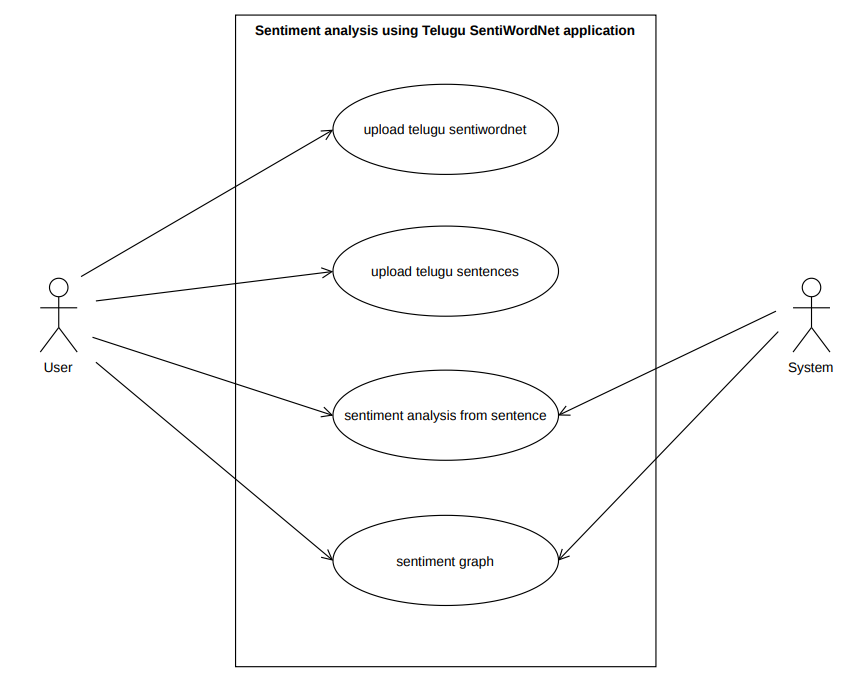 Sentiment analysis using Telugu SentiWordNet application
upload telugu sentiwordnet
upload telugu sentences
User
System
sentiment analysis from sentence
sentiment graph